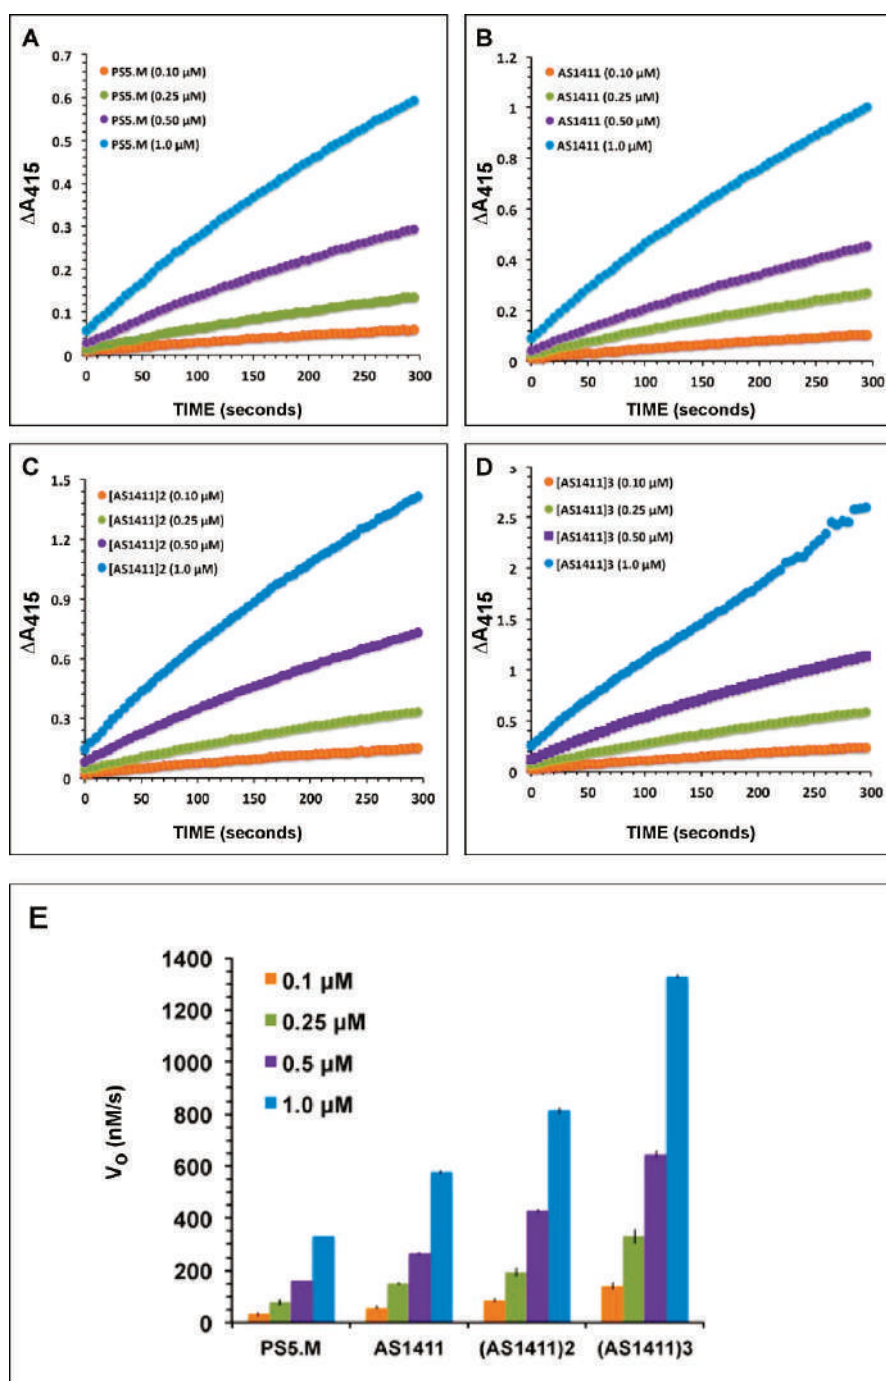 A
PS5.M (0.10 µM)
PS5.M (0.25 µM)
PS5.M (0.50 µM)
PS5.M (1.0 µM)
0.7
0.6
0.5
0.4
0.3
0.2
0.1
0
ΔA415
0 50 100 150 200 250 300
TIME (seconds)
B
AS1411 (0.10 µM)
AS1411 (0.25 µM)
AS1411 (0.50 µM)
AS1411 (1.0 µM)
1.2
1
0.8
0.6
0.4
0.2
0
ΔA415
0 50 100 150 200 250 300
TIME (seconds)
C
[AS1411]2 (0.10 µM)
[AS1411]2 (0.25 µM)
[AS1411]2 (0.50 µM)
[AS1411]2 (1.0 µM)
1.5
1.2
0.9
0.6
0.3
0
ΔA415
0 50 100 150 200 250 300
TIME (seconds)
D
[AS1411]3 (0.10 µM)
[AS1411]3 (0.25 µM)
[AS1411]3 (0.50 µM)
[AS1411]3 (1.0 µM)
3
2.5
2
1.5
1
0.5
0
ΔA415
0 50 100 150 200 250 300
TIME (seconds)
E
0.1 µM
0.25 µM
0.5 µM
1.0 µM
1400
1200
1000
800
600
400
200
0
Vo (nM/s)
PS5.M AS1411 (AS1411)2 (AS1411)3